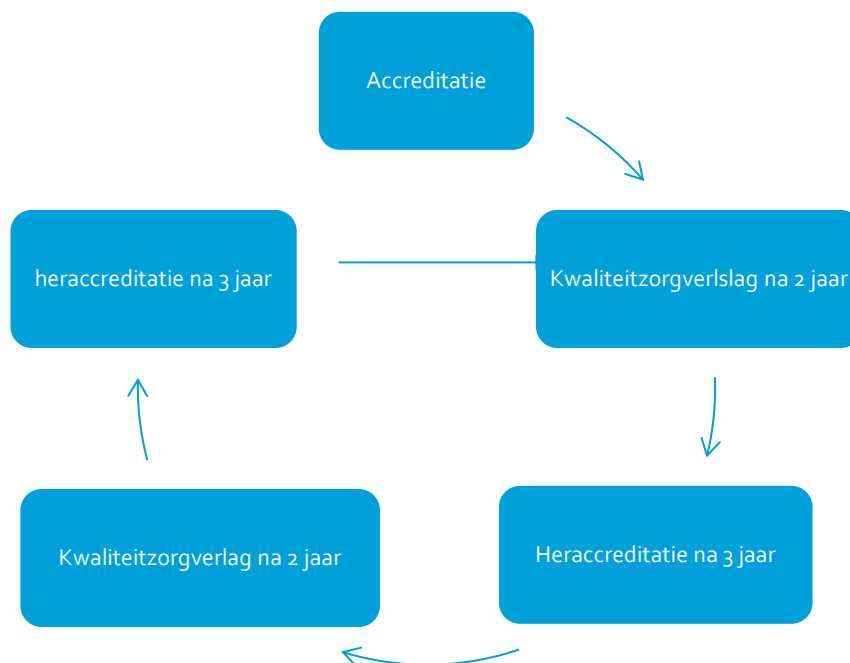 Accreditatie
heraccreditatie na 3 jaar
Kwaliteitzorgverlslag na 2 jaar
Kwaliteitzorgverlag na 2 jaar
Heraccreditatie na 3 jaar